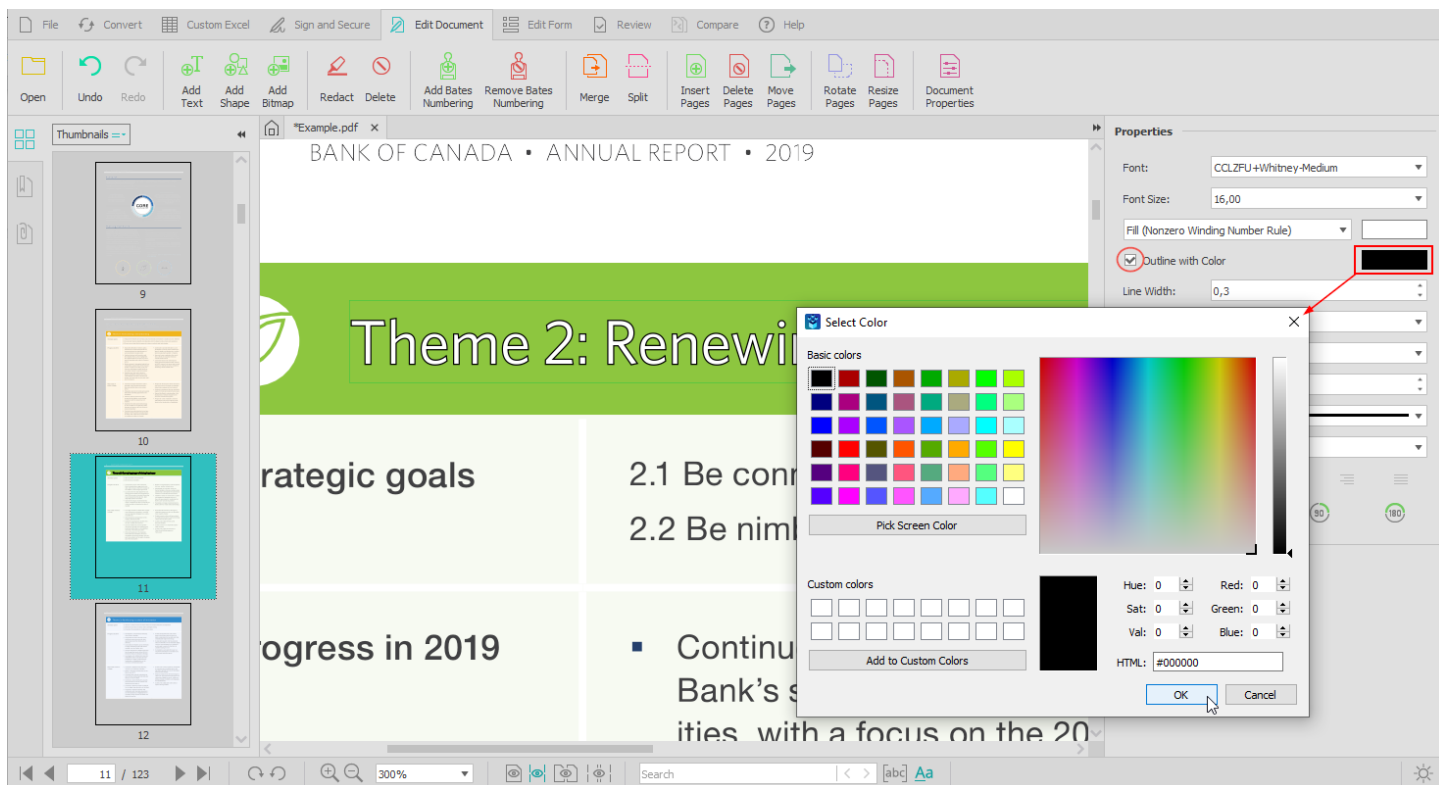 File Convert Custom Excel Sign and Secure Edit Document Edit Form Review Compare Help
Open Undo Redo Add Text Add Shape Add Bitmap Redact Delete Add Bates Numbering Remove Bates Numbering Merge Split Insert Pages Delete Pages Move Pages Rotate Pages Resize Pages Document Properties
Thumbnails
*Example.pdf
9
10
11
12
BANK OF CANADA • ANNUAL REPORT • 2019
Theme 2: Renewi
rategic goals
2.1 Be conn
2.2 Be nimb
rogress in 2019
▪ Continu
Bank's s
ities, with a focus on the 20
Properties
Font: CCLZFU+Whitney-Medium
Font Size: 16,00
Fill (Nonzero Winding Number Rule)
Outline with Color
Line Width: 0,3
90 180
Select Color
Basic colors
Pick Screen Color
Custom colors
Add to Custom Colors
Hue: 0 Red: 0
Sat: 0 Green: 0
Val: 0 Blue: 0
HTML: #000000
OK Cancel
11 / 123 300% Search [abc] Aa